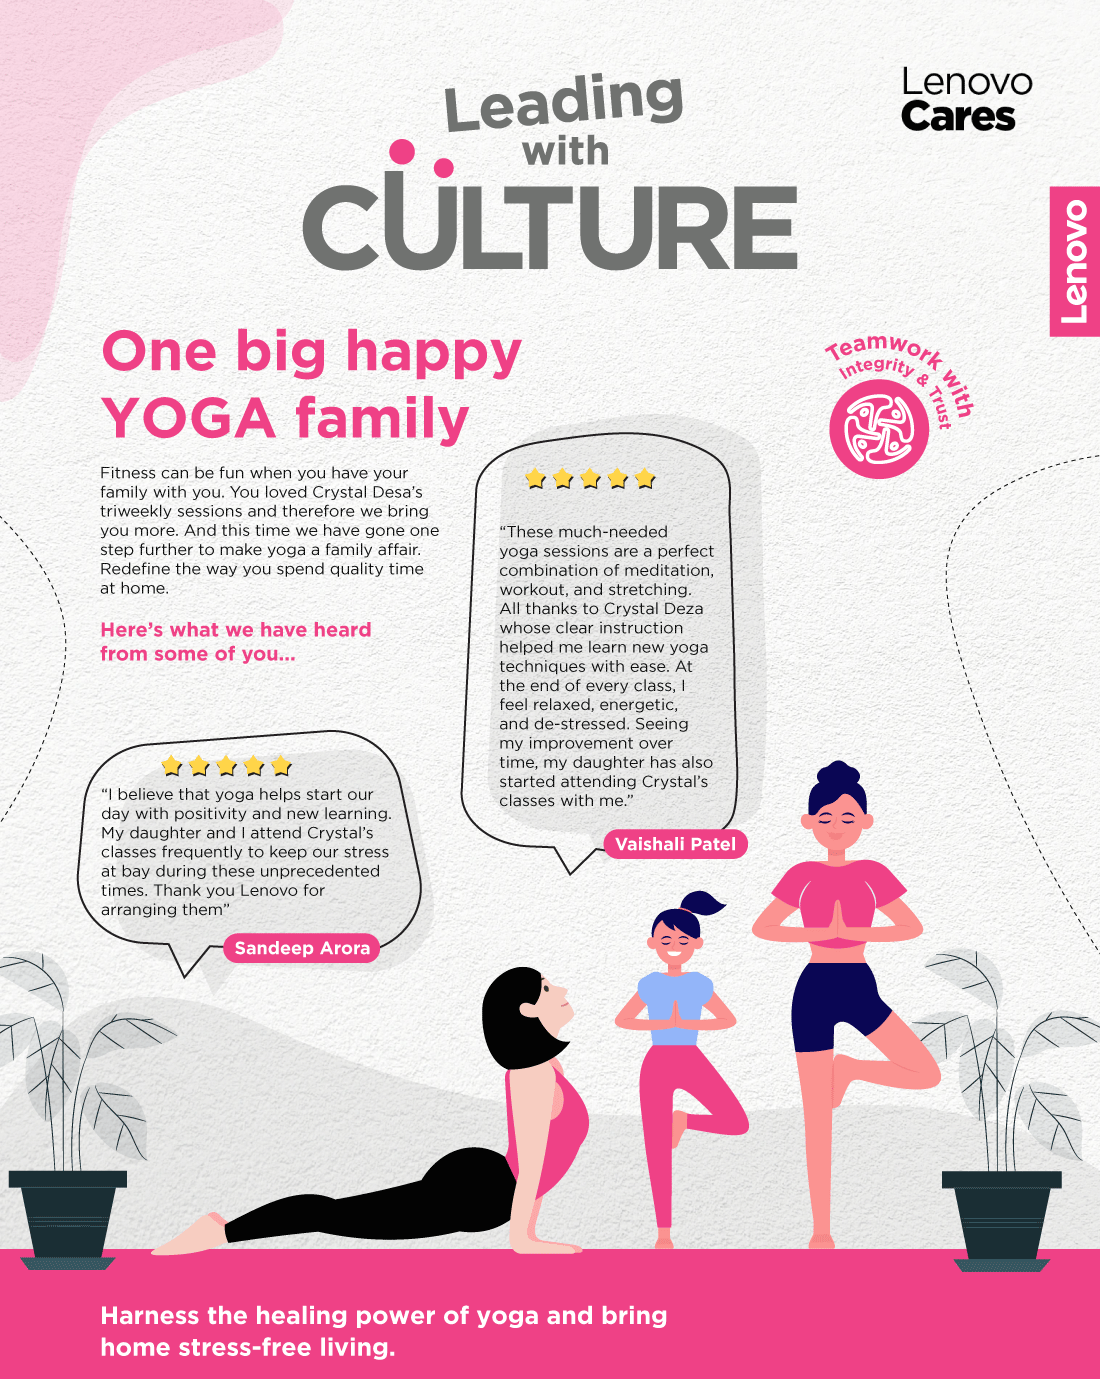 Leading
with
CULTURE
Lenovo
Cares
Lenovo
One big happy
YOGA family
Teamwork with
Integrity & Trust
Fitness can be fun when you have your
family with you. You loved Crystal Desa's
triweekly sessions and therefore we bring
you more. And this time we have gone one
step further to make yoga a family affair.
Redefine the way you spend quality time
at home.
Here's what we have heard
from some of you...
“These much-needed
yoga sessions are a perfect
combination of meditation,
workout, and stretching.
All thanks to Crystal Deza
whose clear instruction
helped me learn new yoga
techniques with ease. At
the end of every class, I
feel relaxed, energetic,
and de-stressed. Seeing
my improvement over
time, my daughter has also
started attending Crystal's
classes with me.”
Vaishali Patel
“I believe that yoga helps start our
day with positivity and new learning.
My daughter and I attend Crystal's
classes frequently to keep our stress
at bay during these unprecedented
times. Thank you Lenovo for
arranging them”
Sandeep Arora
Harness the healing power of yoga and bring
home stress-free living.